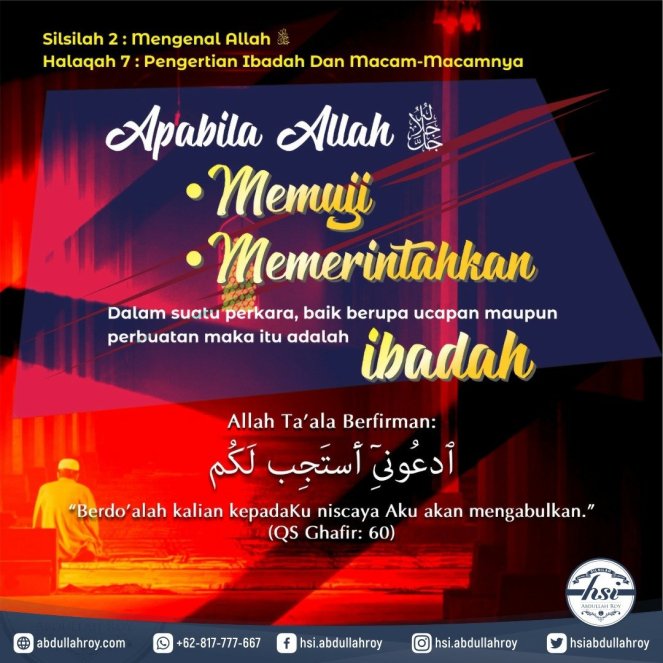 Silsilah 2 : Mengenal Allah ﷻ
Halaqah 7 : Pengertian Ibadah Dan Macam-Macamnya
Apabila Allah ﷻ
• Memuji
• Memerintahkan
Dalam suatu perkara, baik berupa ucapan maupun
perbuatan maka itu adalah ibadah
Allah Ta'ala Berfirman:
ٱدعُونِيٓ أَستَجِب لَكُم
“Berdo'alah kalian kepadaKu niscaya Aku akan mengabulkan.”
(QS Ghafir: 60)
SILSILAH
hsi
ABDULLAH ROY
abdullahroy.com +62-817-777-667 hsi.abdullahroy hsi.abdullahroy hsiabdullahroy